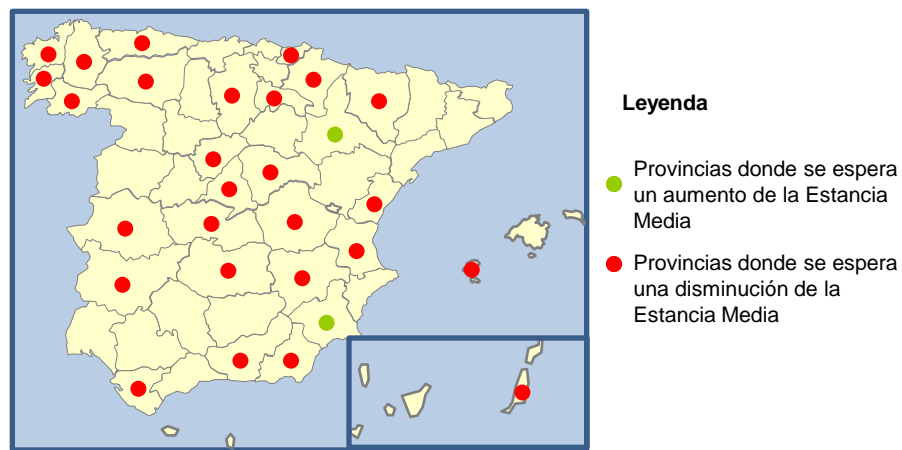 Leyenda
Provincias donde se espera
un aumento de la Estancia
Media
Provincias donde se espera
una disminución de la
Estancia Media